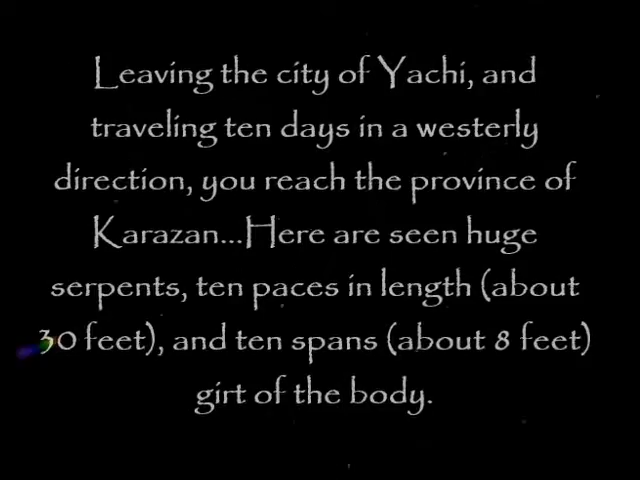 Leaving the city of Yachi, and
traveling ten days in a westerly
direction, you reach the province of
Karazan...Here are seen huge
serpents, ten paces in length (about
30 feet), and ten spans (about 8 feet)
girt of the body.